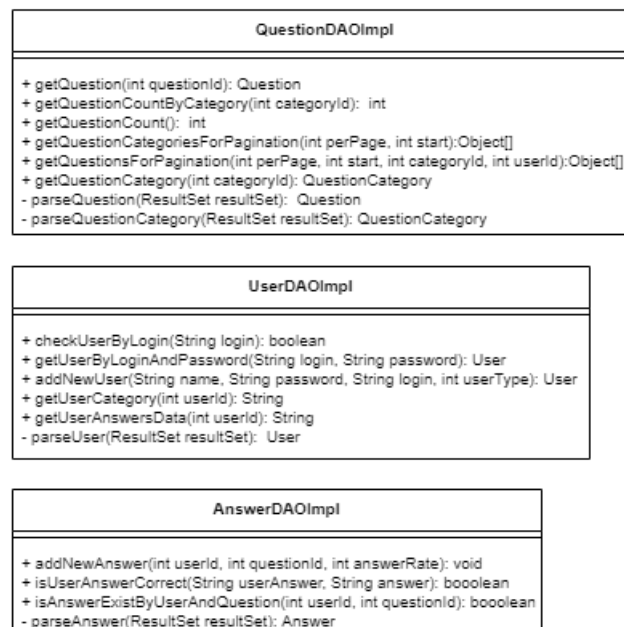 QuestionDAOImpl
+ getQuestion(int questionId): Question
+ getQuestionCountByCategory(int categoryId):  int
+ getQuestionCount():  int
+ getQuestionCategoriesForPagination(int perPage, int start):Object[]
+ getQuestionsForPagination(int perPage, int start, int categoryId, int userId):Object[]
+ getQuestionCategory(int categoryId): QuestionCategory
- parseQuestion(ResultSet resultSet):  Question
- parseQuestionCategory(ResultSet resultSet): QuestionCategory
UserDAOImpl
+ checkUserByLogin(String login): boolean
+ getUserByLoginAndPassword(String login, String password): User
+ addNewUser(String name, String password, String login, int userType): User
+ getUserCategory(int userId): String
+ getUserAnswersData(int userId): String
- parseUser(ResultSet resultSet):  User
AnswerDAOImpl
+ addNewAnswer(int userId, int questionId, int answerRate): void
+ isUserAnswerCorrect(String userAnswer, String answer): booolean
+ isAnswerExistByUserAndQuestion(int userId, int questionId): booolean
- parseAnswer(ResultSet resultSet): Answer